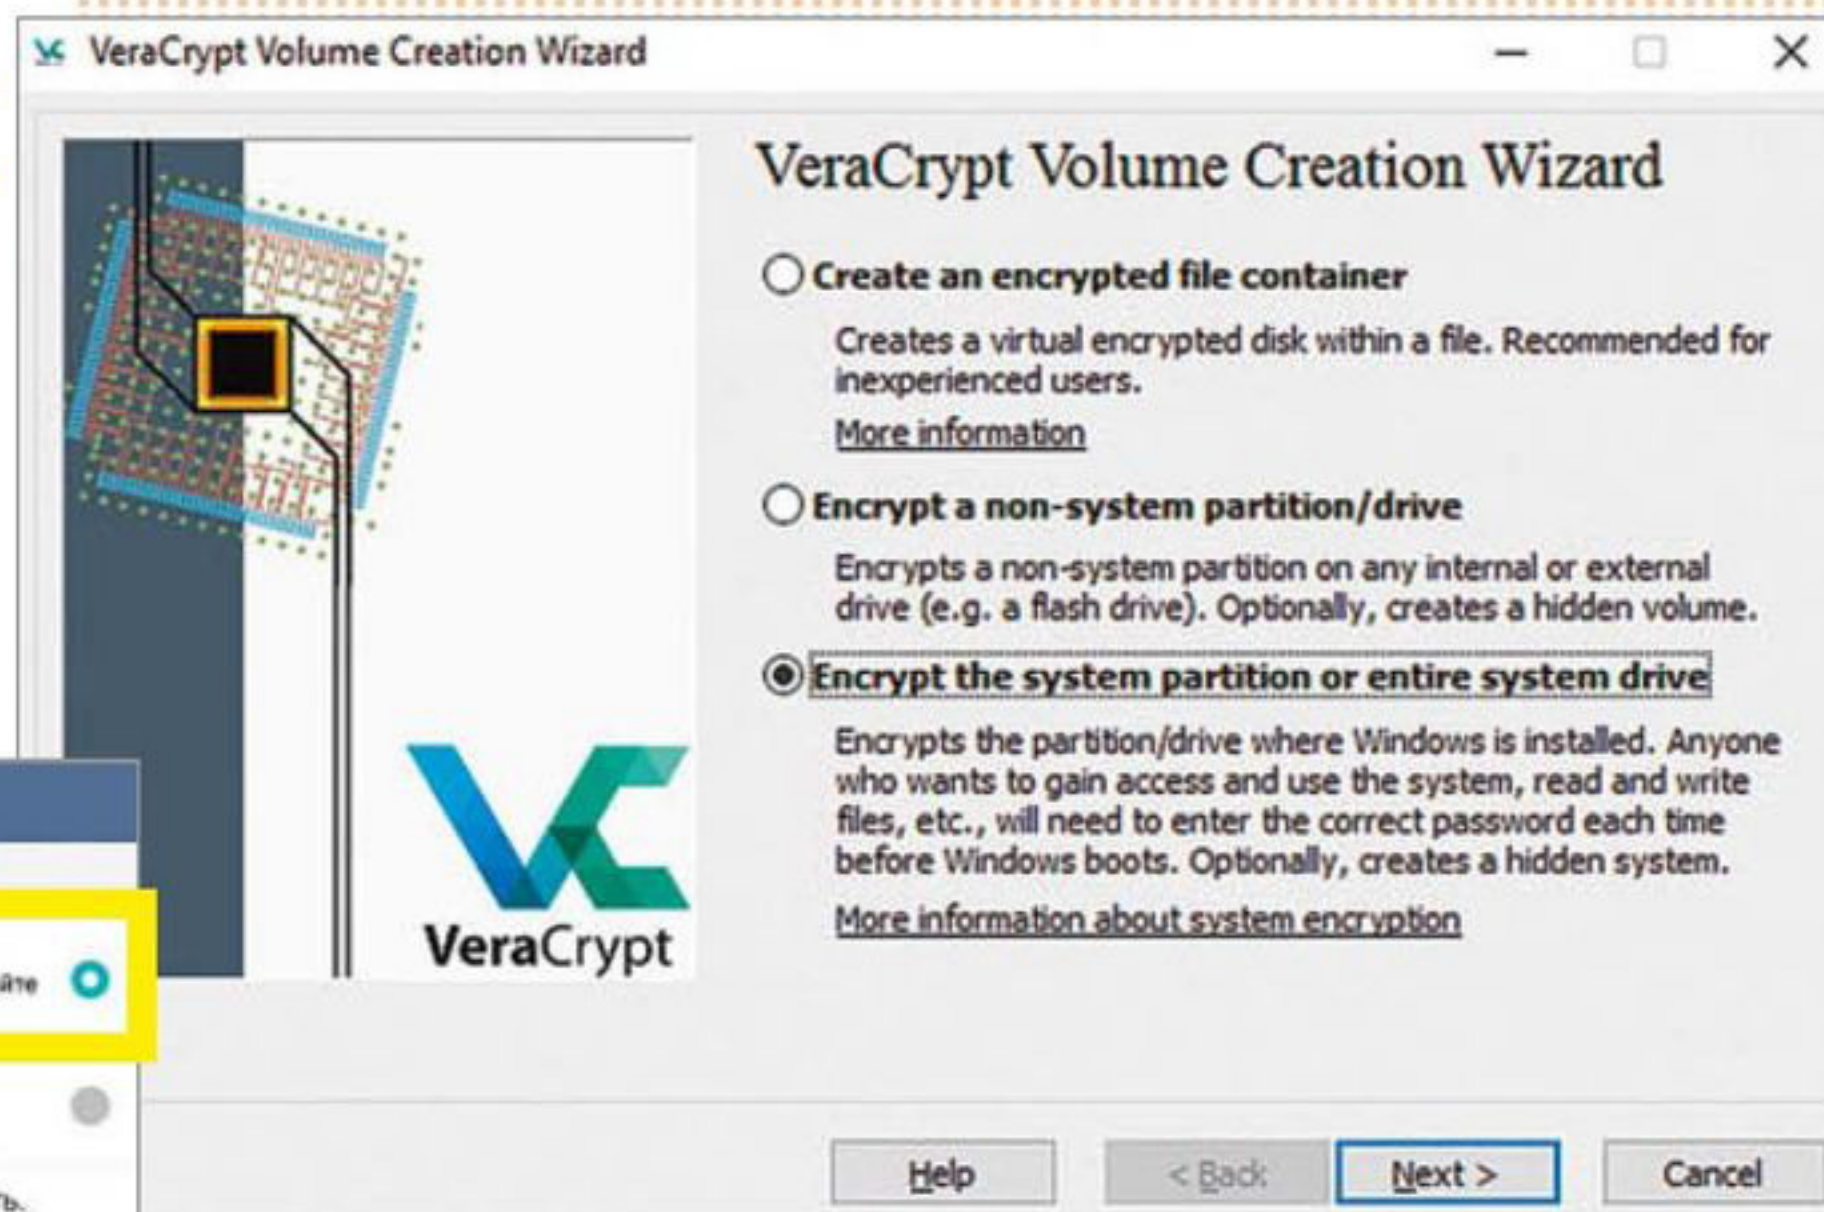 VeraCrypt Volume Creation Wizard
VeraCrypt Volume Creation Wizard
Create an encrypted file container
Creates a virtual encrypted disk within a file. Recommended for
inexperienced users.
More information
Encrypt a non-system partition/drive
Encrypts a non-system partition on any internal or external
drive (e.g. a flash drive). Optionally, creates a hidden volume.
Encrypt the system partition or entire system drive
Encrypts the partition/drive where Windows is installed. Anyone
who wants to gain access and use the system, read and write
files, etc., will need to enter the correct password each time
before Windows boots. Optionally, creates a hidden system.
More information about system encryption
VeraCrypt
Help
< Back
Next >
Cancel